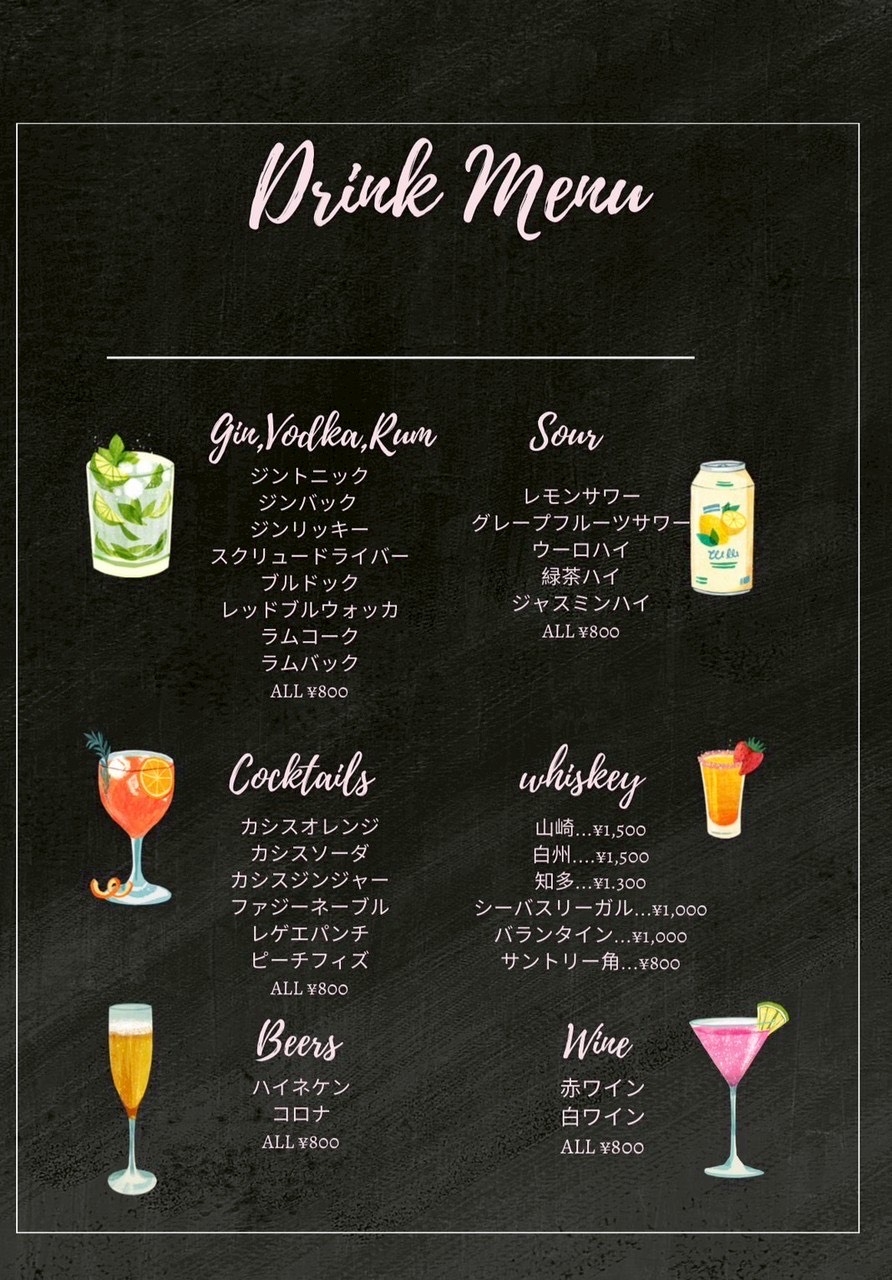 Drink Menu
Gin,Vodka,Rum
ジントニック
ジンバック
ジンリッキー
スクリュードライバー
ブルドック
レッドブルウォッカ
ラムコーク
ラムバック
ALL ¥800
Sour
レモンサワー
グレープフルーツサワー
ウーロハイ
緑茶ハイ
ジャスミンハイ
ALL ¥800
Cocktails
カシスオレンジ
カシスソーダ
カシスジンジャー
ファジーネーブル
レゲエパンチ
ピーチフィズ
ALL ¥800
whiskey
山崎...¥1,500
白州....¥1,500
知多...¥1.300
シーバスリーガル...¥1,000
バランタイン...¥1,000
サントリー角...¥800
Beers
ハイネケン
コロナ
ALL ¥800
Wine
赤ワイン
白ワイン
ALL ¥800